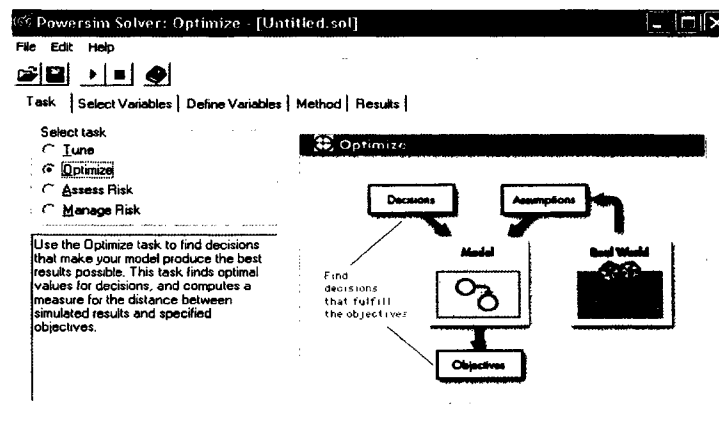 Powersim Solver: Optimize - [Untitled.sol]
File Edit Help
Task Select Variables Define Variables Method Results
Select task
Tune
Optimize
Assess Risk
Manage Risk
Use the Optimize task to find decisions
that make your model produce the best
results possible. This task finds optimal
values for decisions, and computes a
measure for the distance between
simulated results and specified
objectives.
Optimize
Decisions
Assumptions
Model
Real World
Find
decisions
that fulfill
the objectives
Objectives